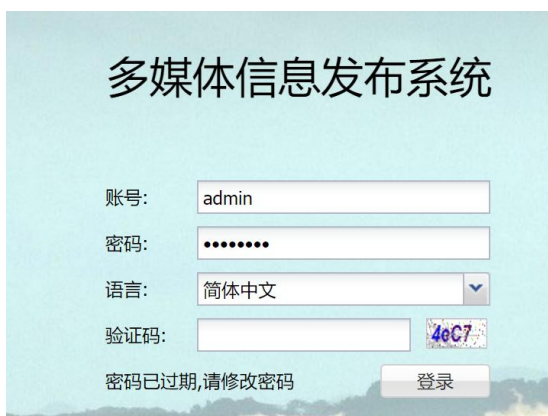 多媒体信息发布系统
账号: admin
密码: ••••••••
语言: 简体中文
验证码: 4eC7
密码已过期,请修改密码 登录